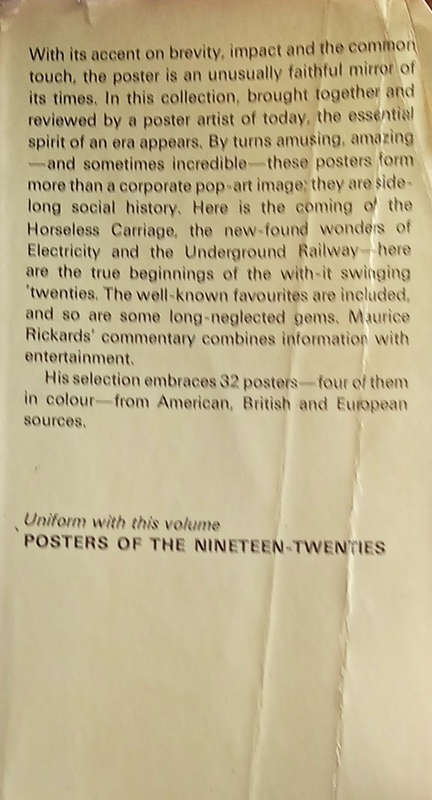 With its accent on brevity, impact and the common
touch, the poster is an unusually faithful mirror of
its times. In this collection, brought together and
reviewed by a poster artist of today, the essential
spirit of an era appears. By turns amusing, amazing
—and sometimes incredible—these posters form
more than a corporate pop-art image; they are side-
long social history. Here is the coming of the
Horseless Carriage, the new-found wonders of
Electricity and the Underground Railway—here
are the true beginnings of the with-it swinging
'twenties. The well-known favourites are included,
and so are some long-neglected gems. Maurice
Rickards' commentary combines information with
entertainment.
His selection embraces 32 posters—four of them
in colour—from American, British and European
sources.
Uniform with this volume
POSTERS OF THE NINETEEN-TWENTIES